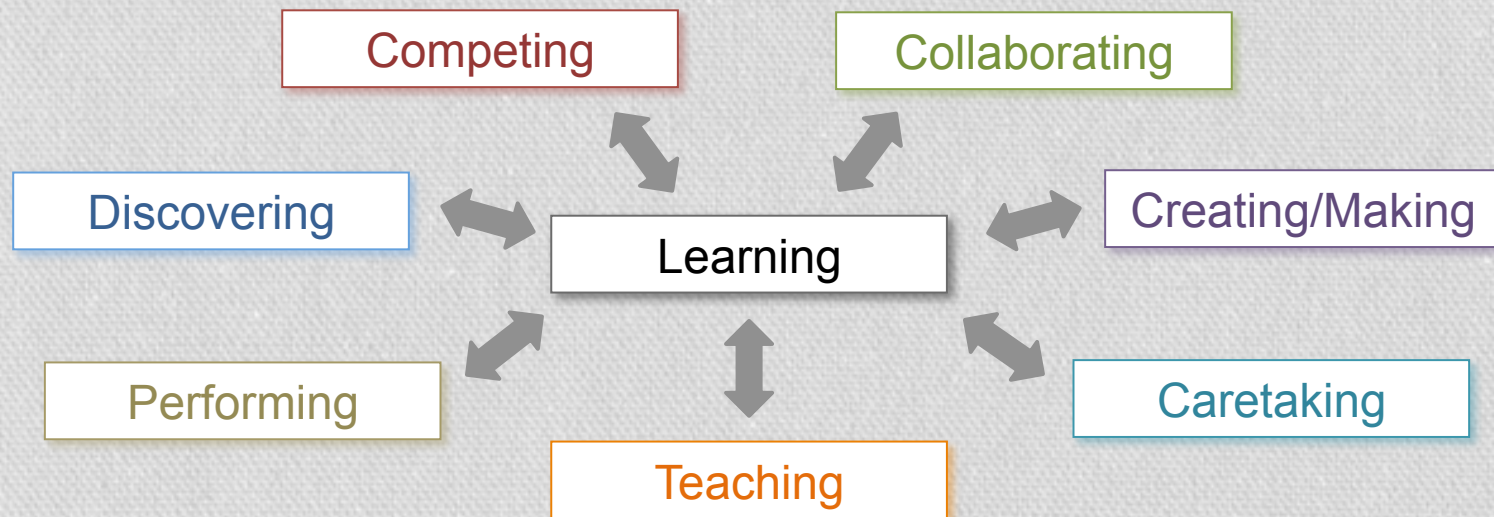 Competing
Collaborating
Discovering
Creating/Making
Learning
Performing
Caretaking
Teaching